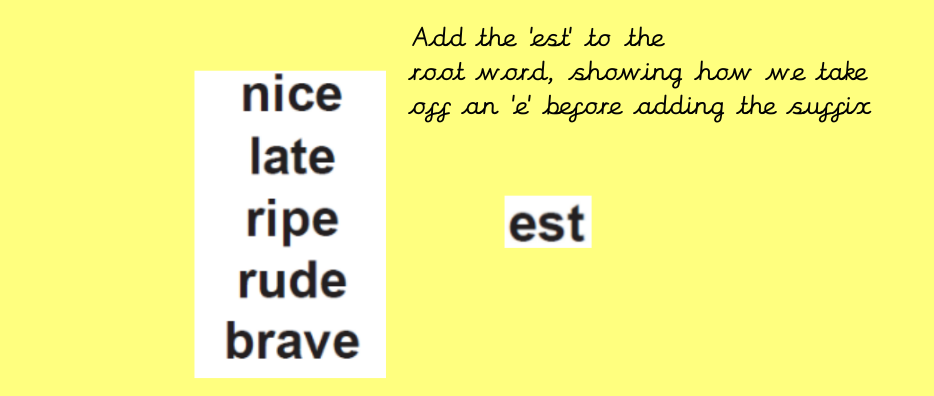 Add the 'est' to the
root word, showing how we take
off an 'e' before adding the suffix
nice
late
ripe
rude
brave
est